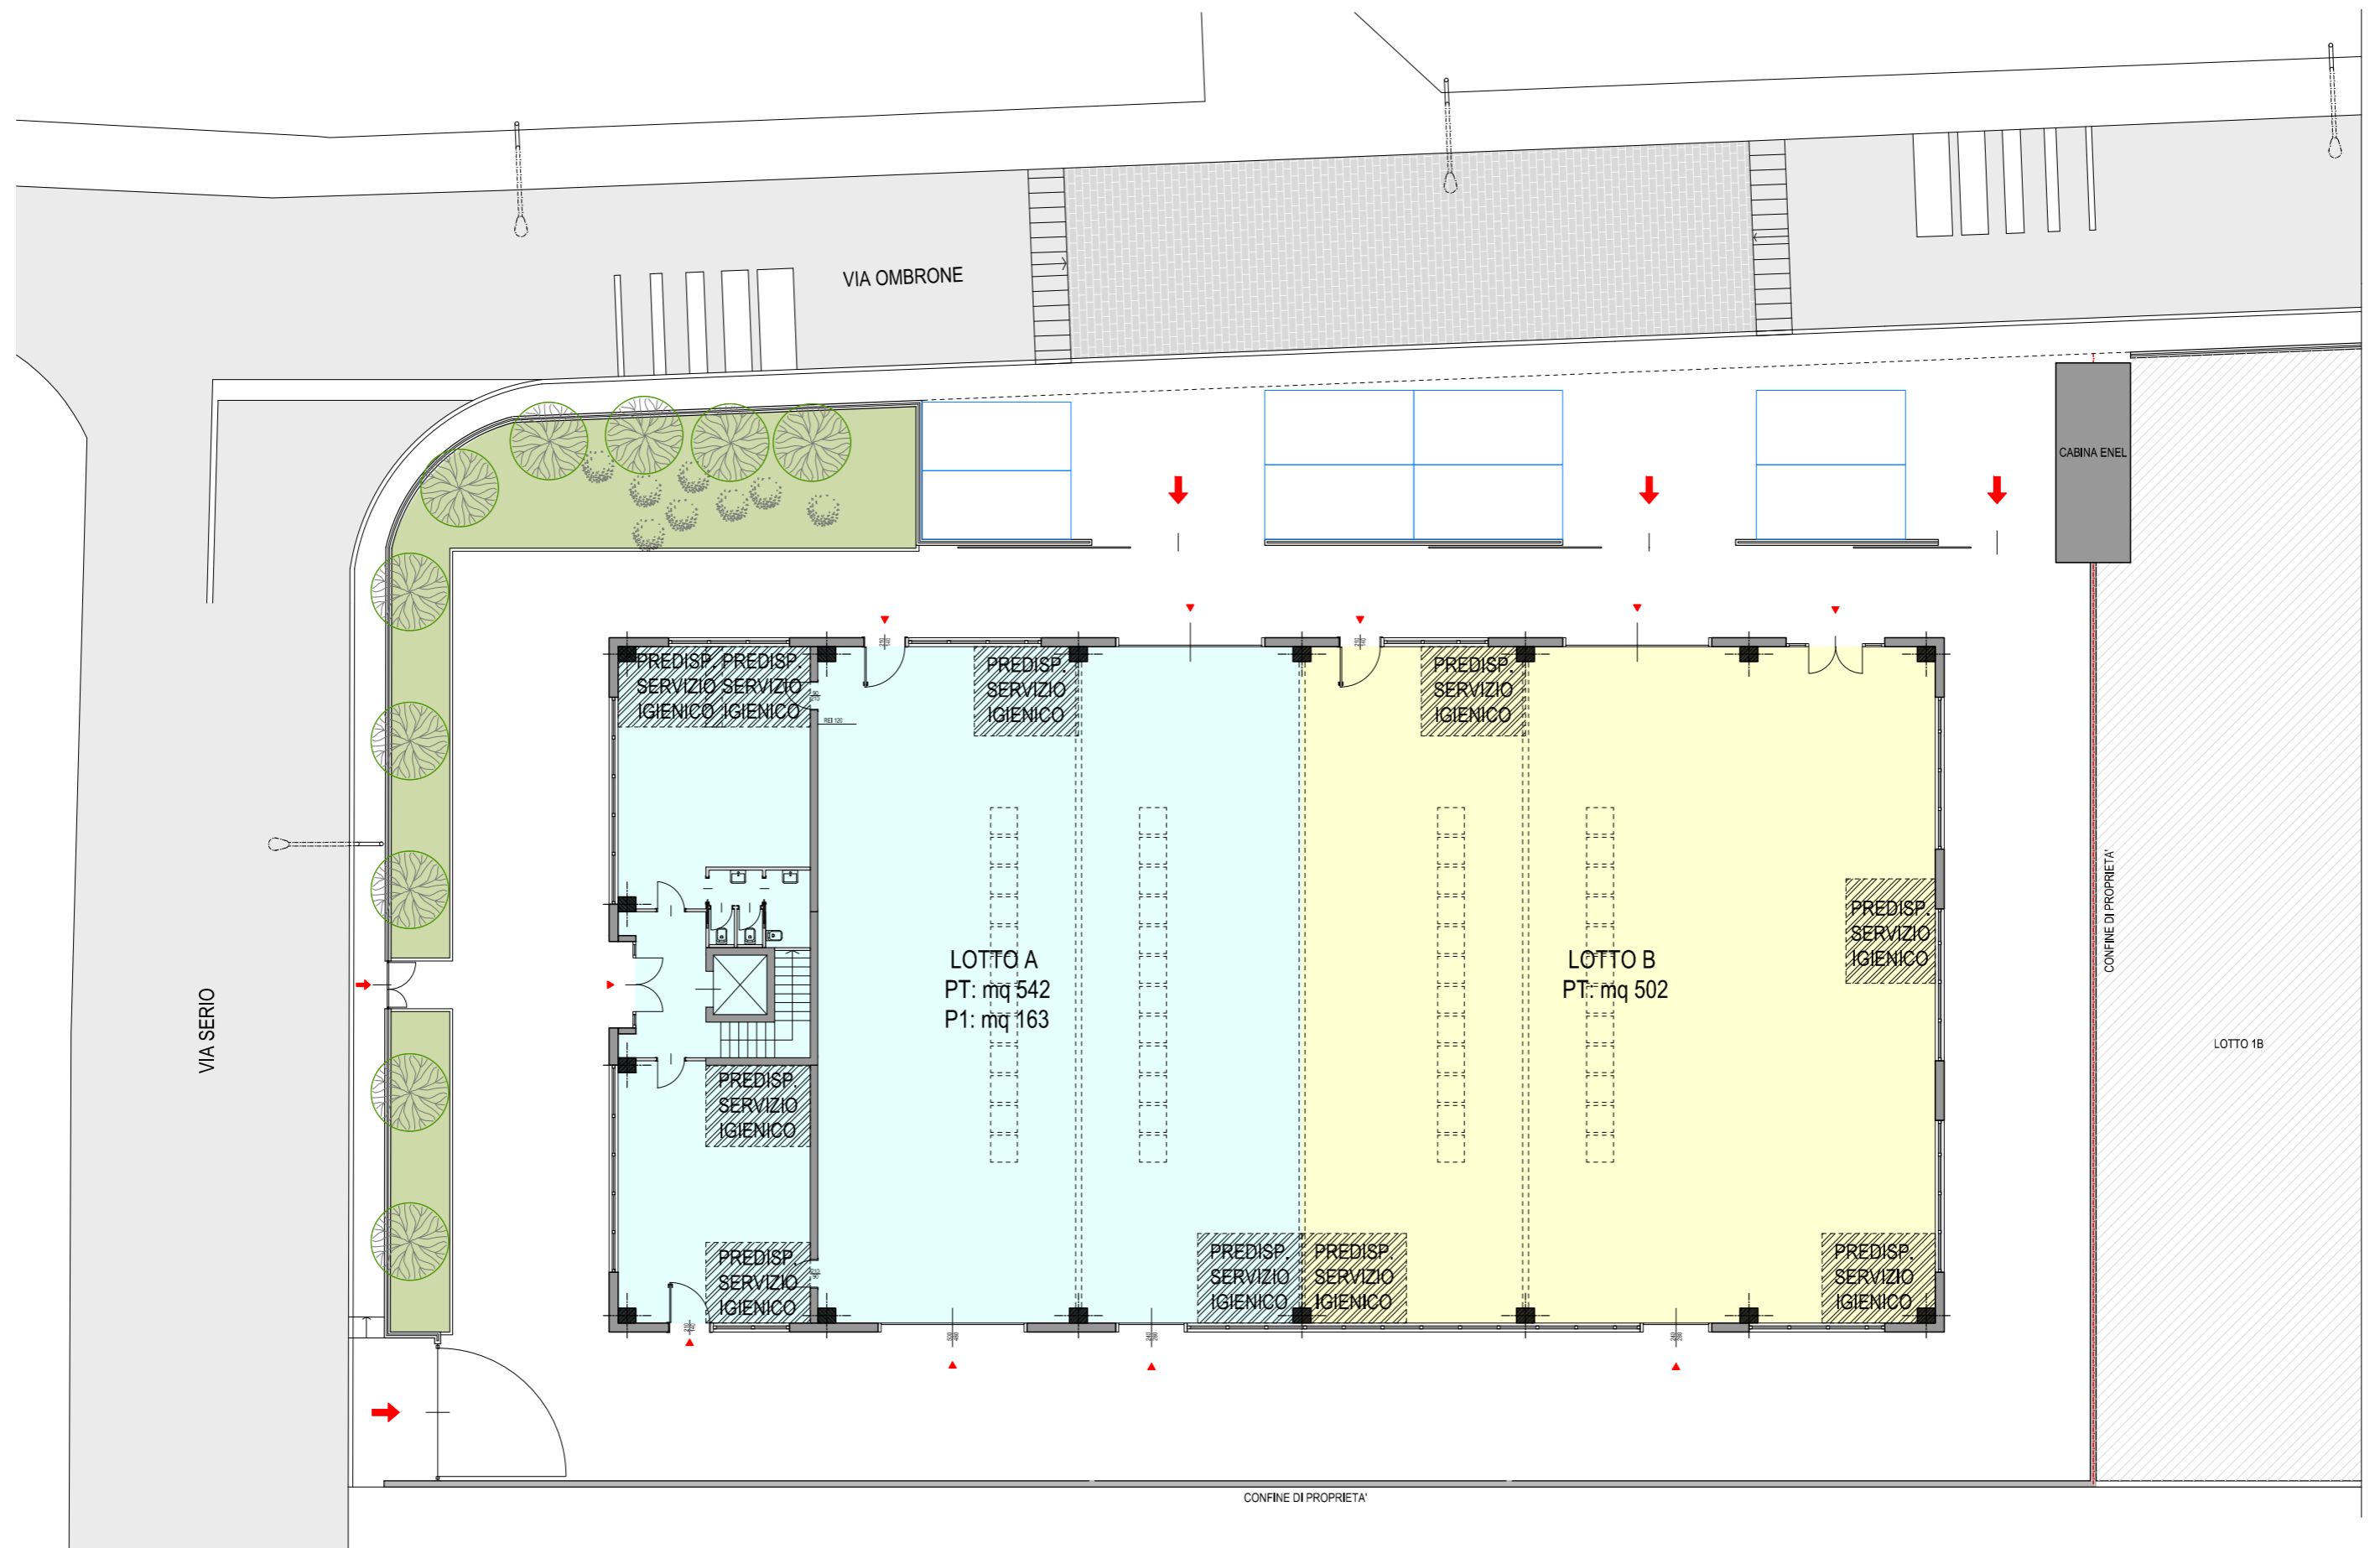 VIA OMBRONE
CABINA ENEL
PREDISP.
SERVIZIO
IGIENICO
PREDISP.
SERVIZIO
IGIENICO
PREDISP.
SERVIZIO
IGIENICO
PREDISP.
SERVIZIO
IGIENICO
REI 120
LOTTO A
PT: mq 542
P1: mq 163
LOTTO B
PT: mq 502
PREDISP.
SERVIZIO
IGIENICO
CONFINE DI PROPRIETA'
LOTTO 1B
VIA SERIO
PREDISP.
SERVIZIO
IGIENICO
PREDISP.
SERVIZIO
IGIENICO
PREDISP.
SERVIZIO
IGIENICO
PREDISP.
SERVIZIO
IGIENICO
PREDISP.
SERVIZIO
IGIENICO
CONFINE DI PROPRIETA'